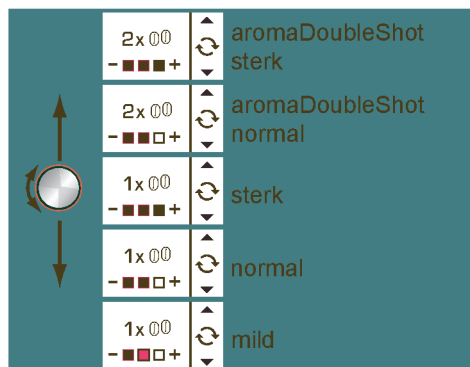 2x
- +
aromaDoubleShot
sterk
2x
- +
aromaDoubleShot
normal
1x
- +
sterk
1x
- +
normal
1x
- +
mild